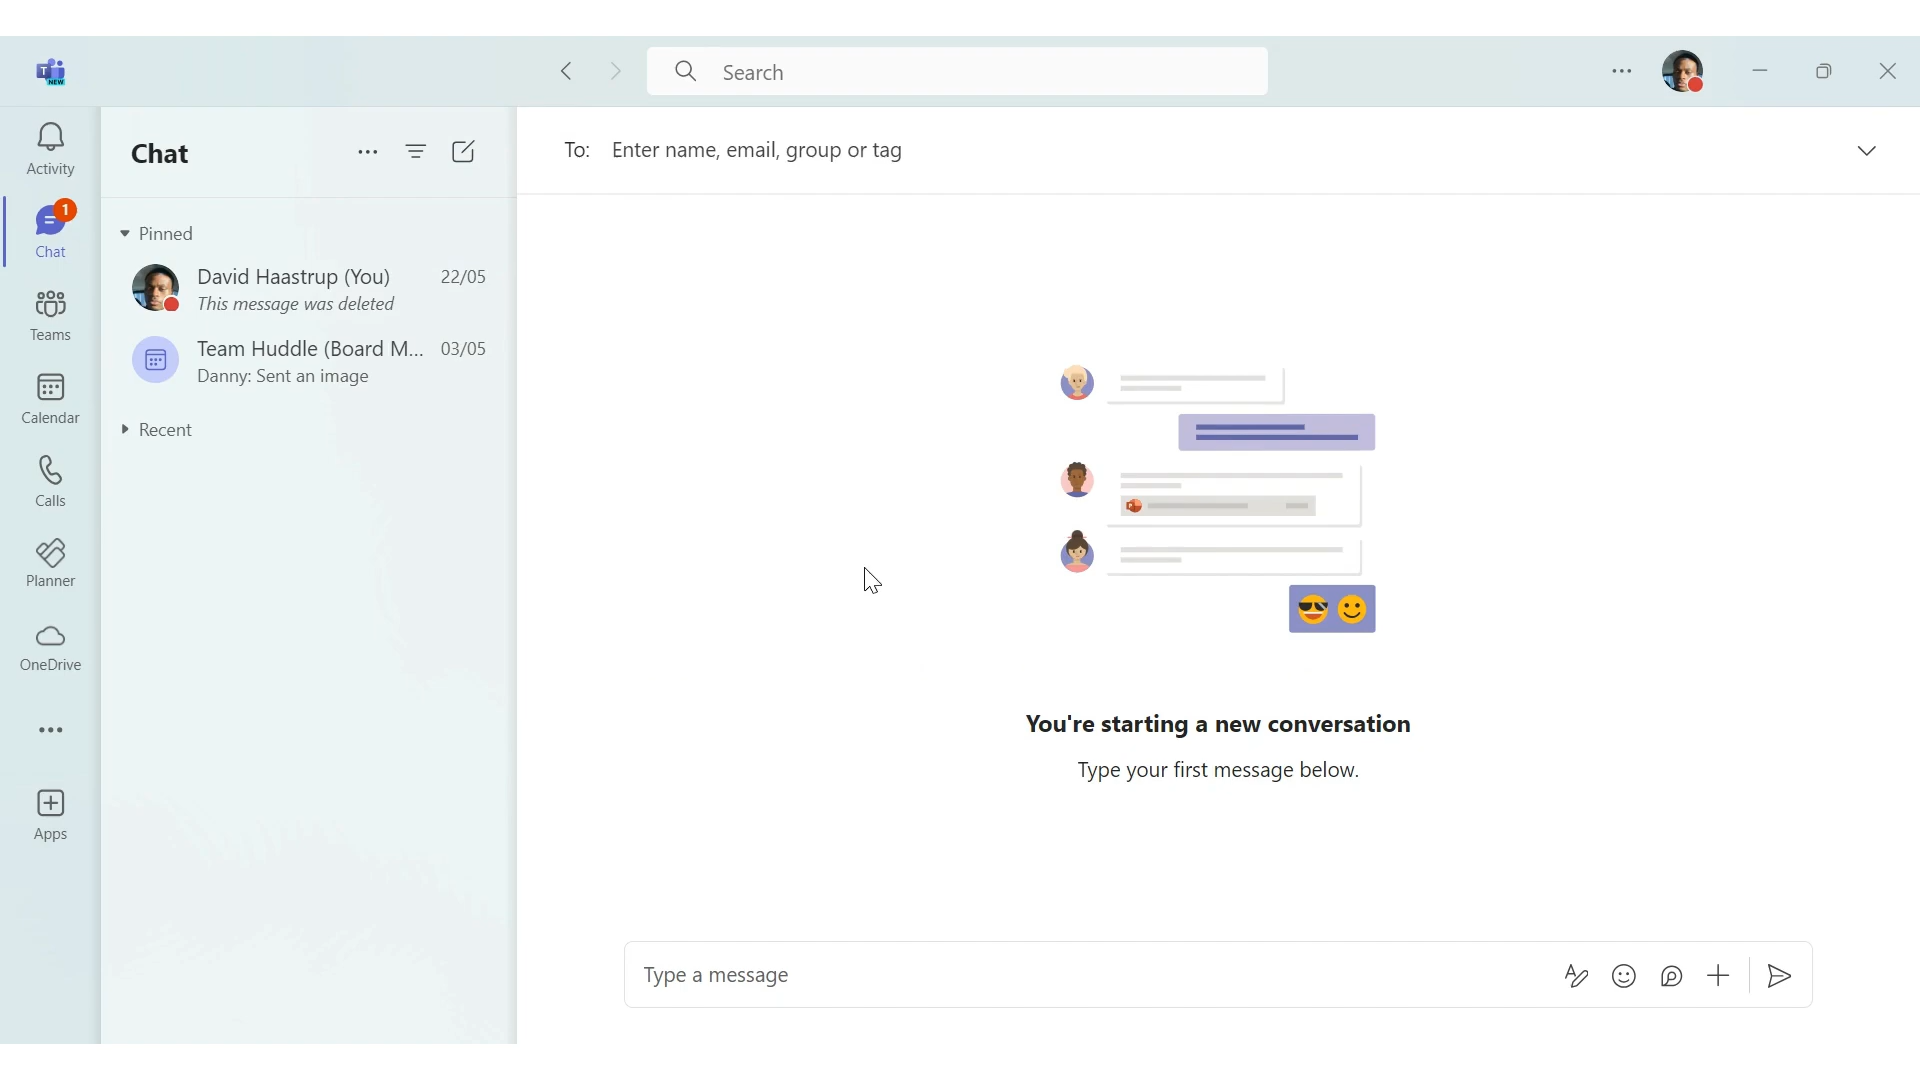 T NEW
Search
Activity
1
Chat
Teams
Calendar
Calls
Planner
OneDrive
Apps
Chat
Pinned
David Haastrup (You) 22/05
This message was deleted
Team Huddle (Board M... 03/05
Danny: Sent an image
Recent
To: Enter name, email, group or tag
P
You're starting a new conversation
Type your first message below.
Type a message